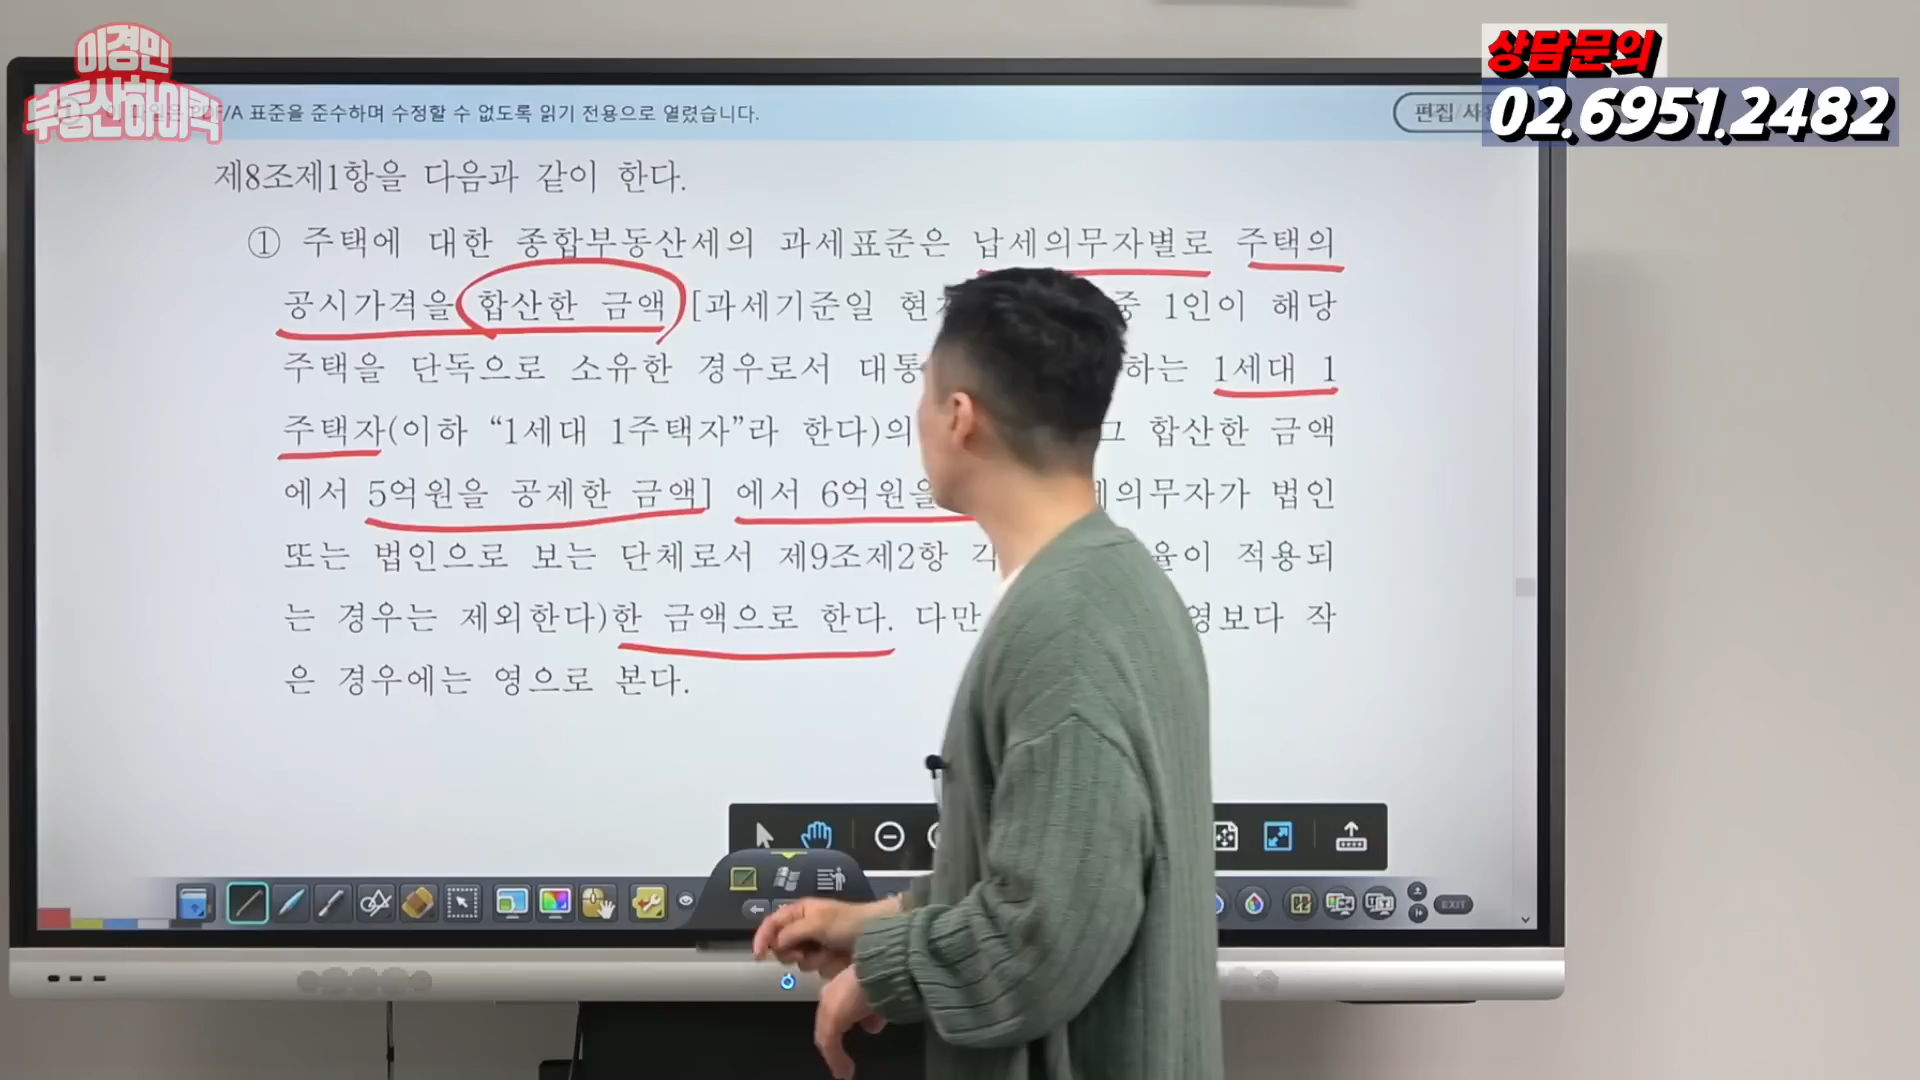 이경민
부동산하이킥
상담문의
02.6951.2482
/A 표준을 준수하며 수정할 수 없도록 읽기 전용으로 열렸습니다.
편집
제8조제1항을 다음과 같이 한다.
① 주택에 대한 종합부동산세의 과세표준은 납세의무자별로 주택의
공시가격을 합산한 금액 [과세기준일 중 1인이 해당
주택을 단독으로 소유한 경우로서 하는 1세대 1
주택자(이하 “1세대 1주택자”라 한다)의 그 합산한 금액
에서 5억원을 공제한 금액] 에서 6억원을 법인
또는 법인으로 보는 단체로서 제9조제2항 적용되
는 경우는 제외한다)한 금액으로 한다. 다만 영보다 작
은 경우에는 영으로 본다.
EXIT